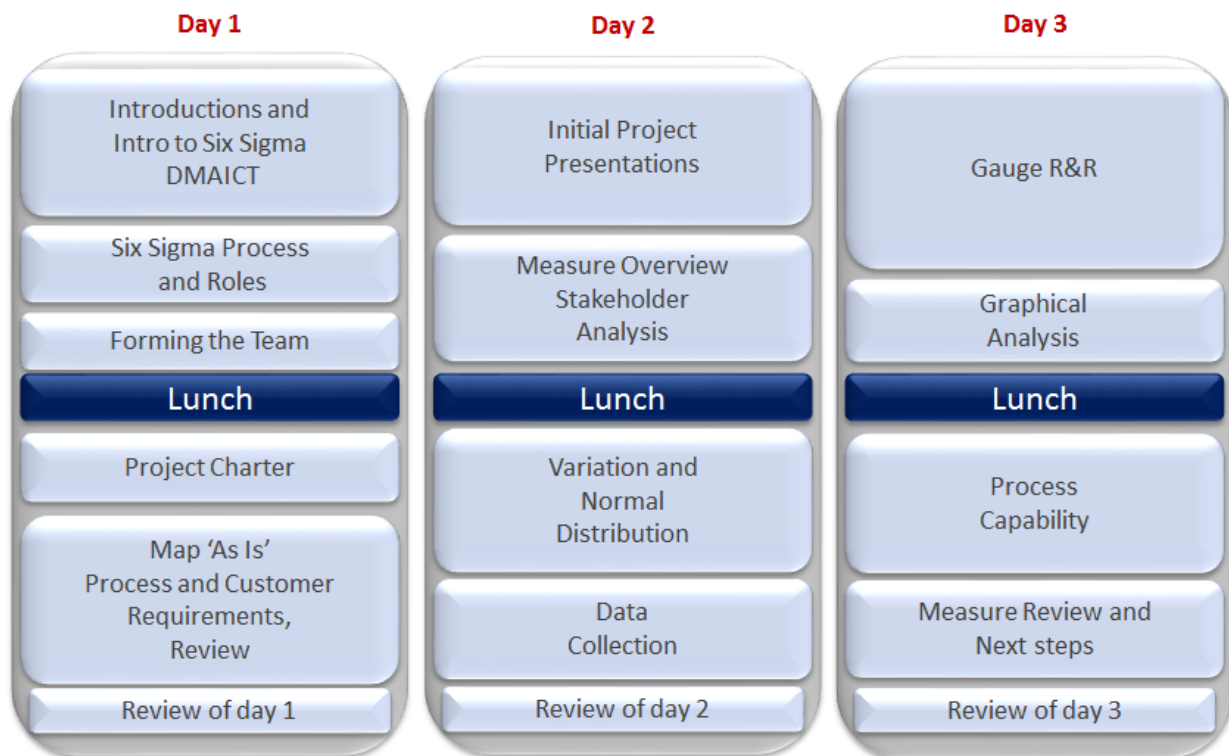 Day 1
Introductions and
Intro to Six Sigma
DMAICT
Six Sigma Process
and Roles
Forming the Team
Lunch
Project Charter
Map ‘As Is’
Process and Customer
Requirements,
Review
Review of day 1
Day 2
Initial Project
Presentations
Measure Overview
Stakeholder
Analysis
Lunch
Variation and
Normal
Distribution
Data
Collection
Review of day 2
Day 3
Gauge R&R
Graphical
Analysis
Lunch
Process
Capability
Measure Review and
Next steps
Review of day 3